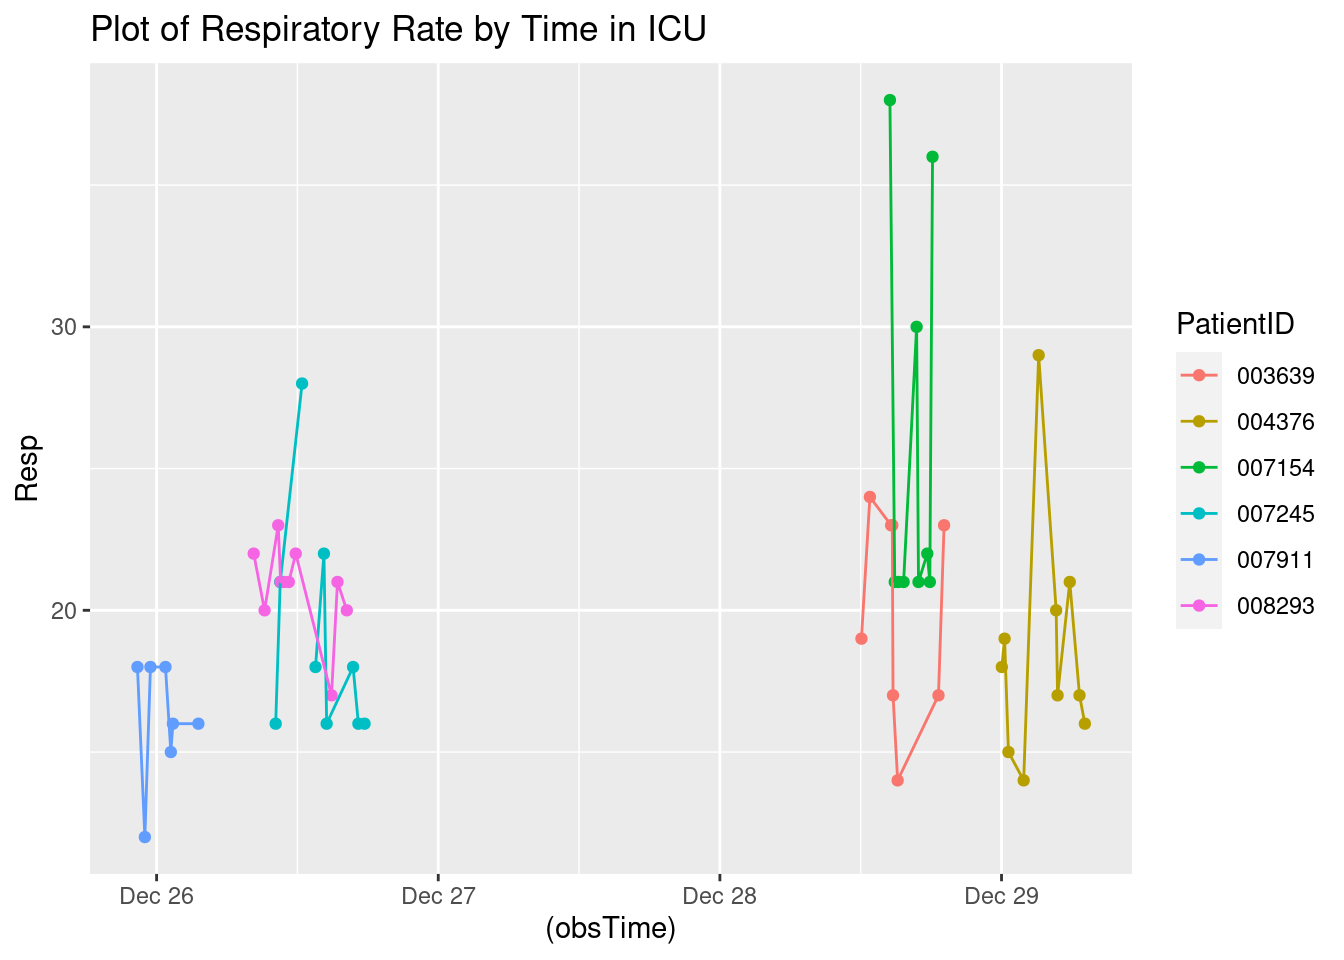 Plot of Respiratory Rate by Time in ICU
30
20
Resp
Dec 26
Dec 27
Dec 28
Dec 29
(obsTime)
PatientID
003639
004376
007154
007245
007911
008293